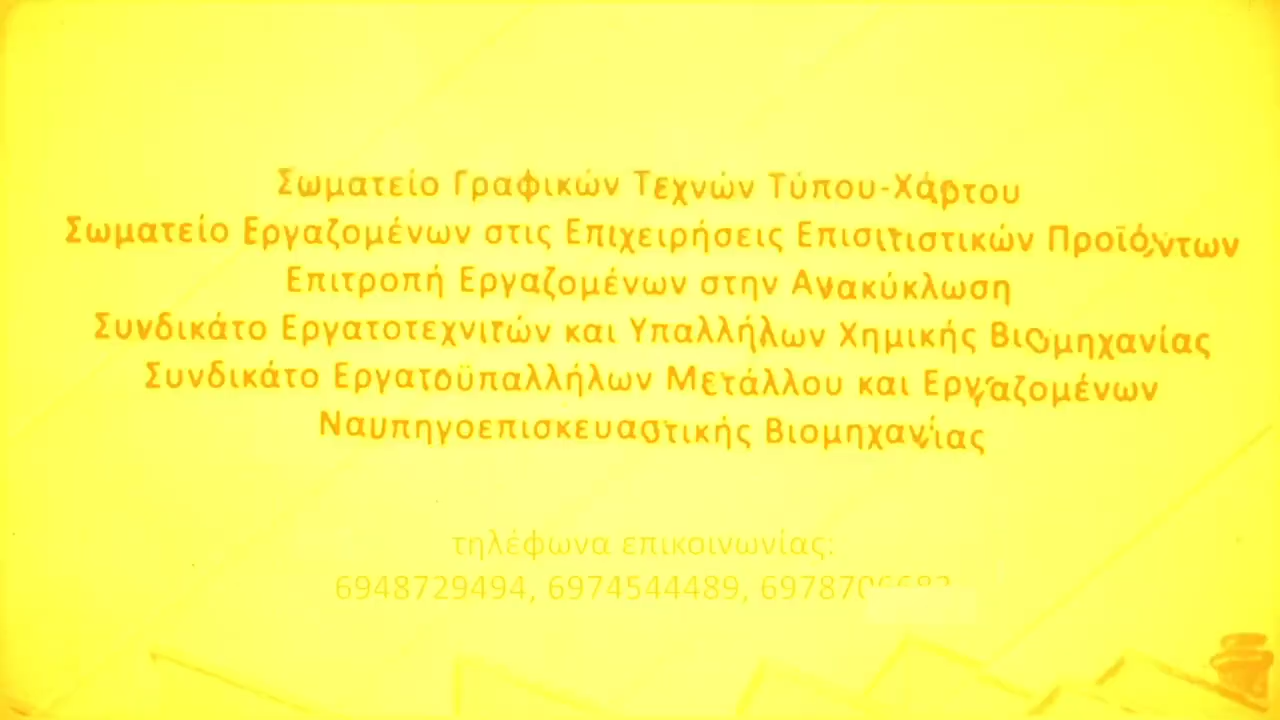 Σωματείο Γραφικών Τεχνών Τύπου-Χάρτου
Σωματείο Εργαζομένων στις Επιχειρήσεις Επισιτιστικών Προϊόντων
Επιτροπή Εργαζομένων στην Ανακύκλωση
Συνδικάτο Εργατοτεχνιτών και Υπαλλήλων Χημικής Βιομηχανίας
Συνδικάτο Εργατοϋπαλλήλων Μετάλλου και Εργαζομένων
Ναυπηγοεπισκευαστικής Βιομηχανίας
τηλέφωνα επικοινωνίας:
6948729494, 6974544489,